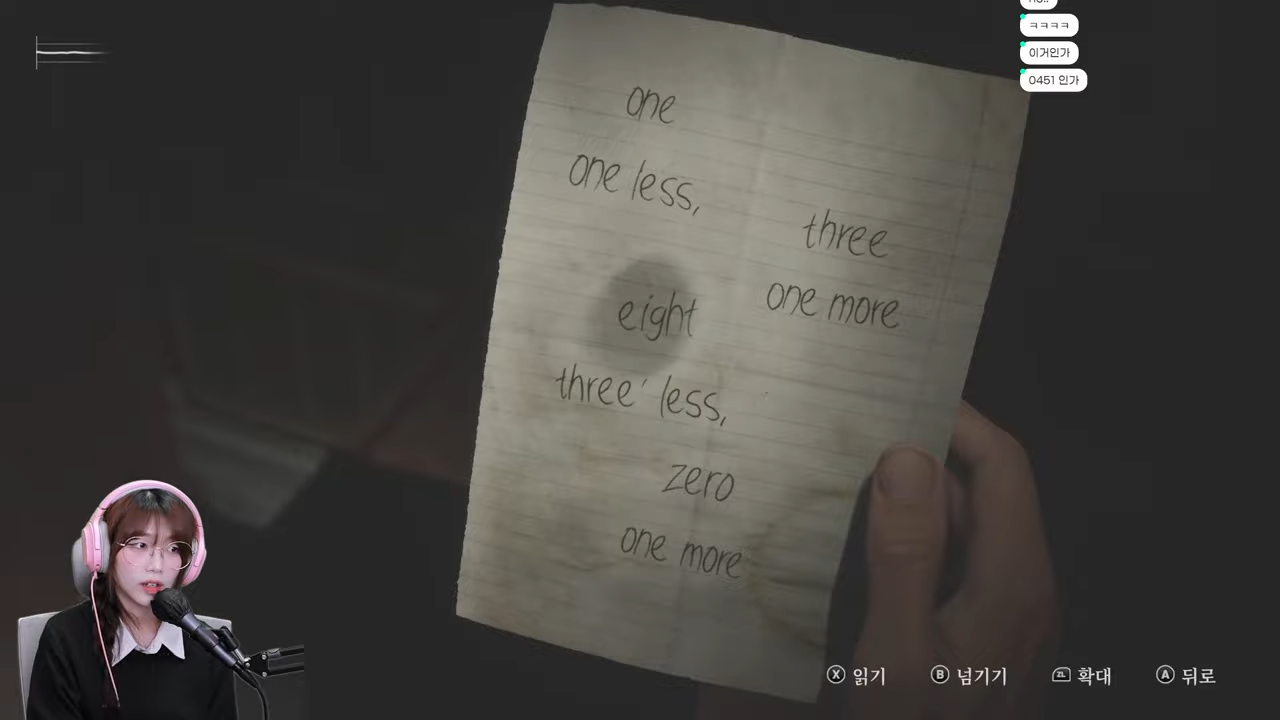 ㅋㅋㅋㅋ
이거인가
0451 인가
one
one less,
three
one more
eight
three' less,
zero
one more
X 읽기
B 넘기기
ZL 확대
A 뒤로